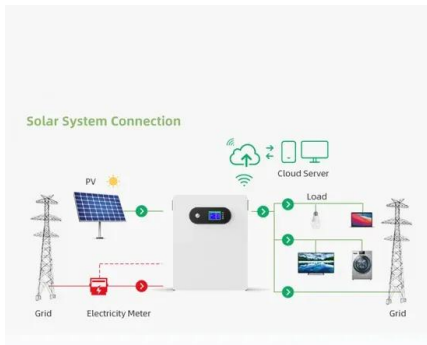 Solar System Connection
Cloud Server
PV
Load
Grid
Electricity Meter
Grid